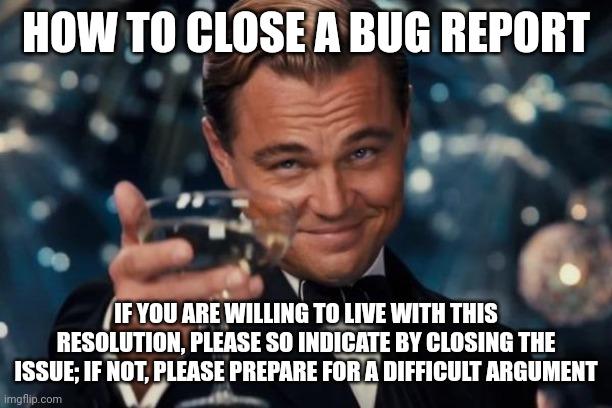 HOW TO CLOSE A BUG REPORT
IF YOU ARE WILLING TO LIVE WITH THIS
RESOLUTION, PLEASE SO INDICATE BY CLOSING THE
ISSUE; IF NOT, PLEASE PREPARE FOR A DIFFICULT ARGUMENT
imgflip.com